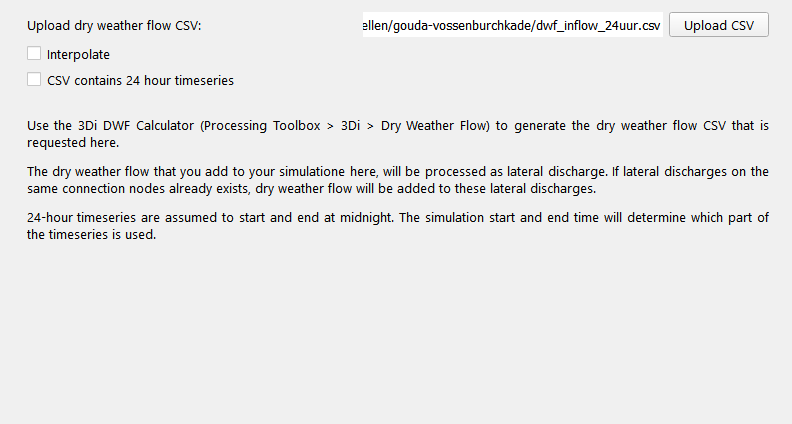 Upload dry weather flow CSV: ellen/gouda-vossenburchkade/dwf_inflow_24uur.csv Upload CSV
Interpolate
CSV contains 24 hour timeseries
Use the 3Di DWF Calculator (Processing Toolbox > 3Di > Dry Weather Flow) to generate the dry weather flow CSV that is
requested here.
The dry weather flow that you add to your simulatione here, will be processed as lateral discharge. If lateral discharges on the
same connection nodes already exists, dry weather flow will be added to these lateral discharges.
24-hour timeseries are assumed to start and end at midnight. The simulation start and end time will determine which part of
the timeseries is used.